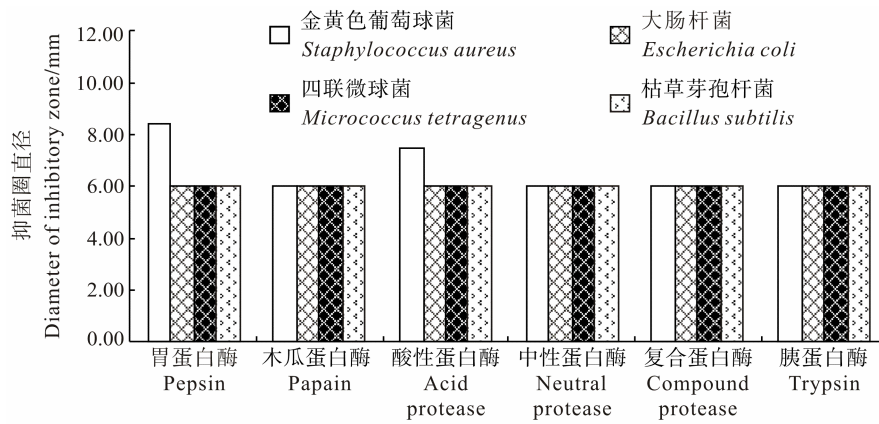 金黄色葡萄球菌
Staphylococcus aureus
大肠杆菌
Escherichia coli
四联微球菌
Micrococcus tetragenus
枯草芽孢杆菌
Bacillus subtilis
抑菌圈直径
Diameter of inhibitory zone/mm
12.00
10.00
8.00
6.00
4.00
2.00
0.00
胃蛋白酶
Pepsin
木瓜蛋白酶
Papain
酸性蛋白酶
Acid
protease
中性蛋白酶
Neutral
protease
复合蛋白酶
Compound
protease
胰蛋白酶
Trypsin